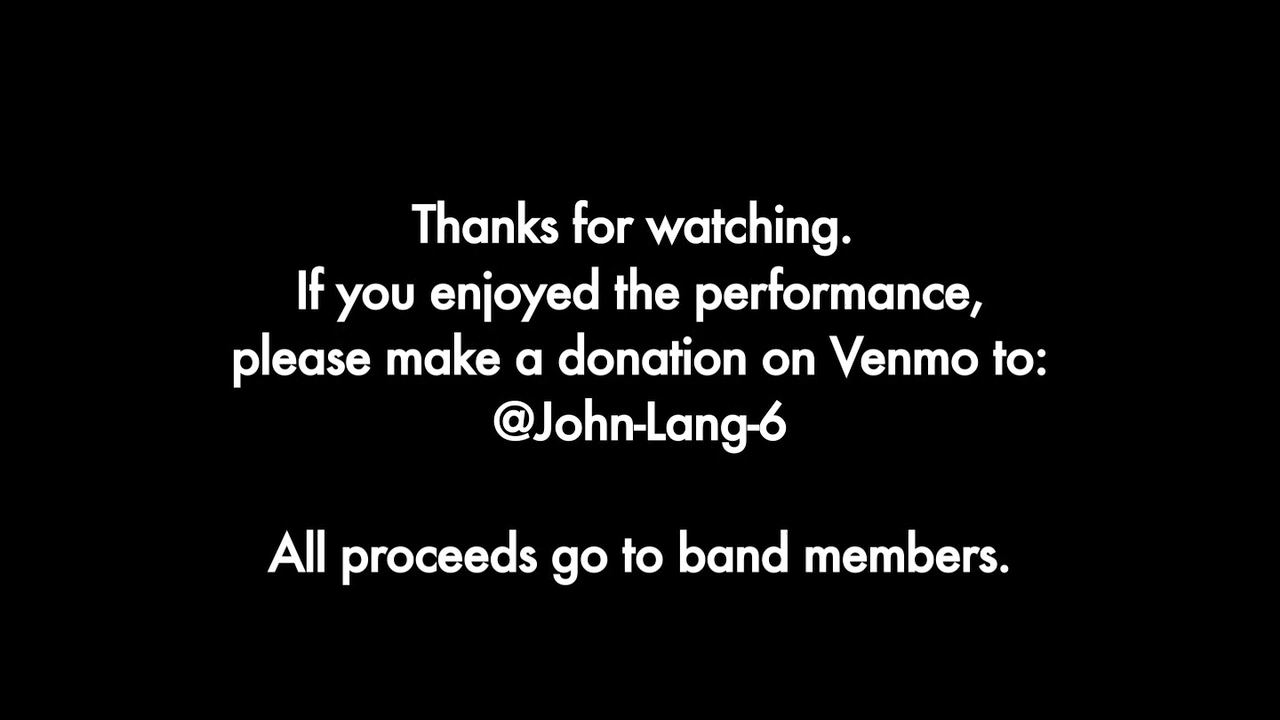 Thanks for watching.
If you enjoyed the performance,
please make a donation on Venmo to:
@John-Lang-6
All proceeds go to band members.